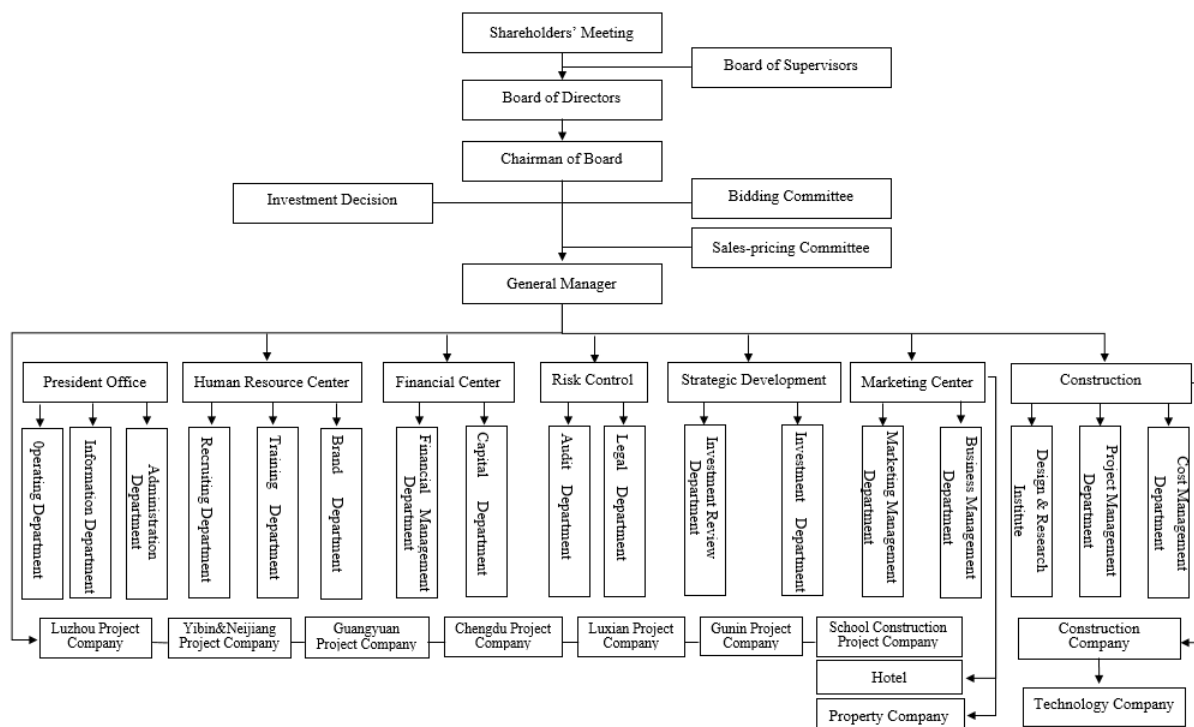 Shareholders' Meeting
Board of Supervisors
Board of Directors
Chairman of Board
Investment Decision
Bidding Committee
Sales-pricing Committee
General Manager
President Office
Human Resource Center
Financial Center
Risk Control
Strategic Development
Marketing Center
Construction
0perating Department
Information Department
Administration
Department
Recruiting Department
Training Department
Brand Department
Financial Management
Department
Capital Department
Audit Department
Legal Department
Investment Review
Department
Investment Department
Marketing Management
Department
Business Management
Department
Design & Research
Institute
Project Management
Department
Cost Management
Department
Luzhou Project
Company
Yibin&Neijiang
Project Company
Guangyuan
Project Company
Chengdu Project
Company
Luxian Project
Company
Gunin Project
Company
School Construction
Project Company
Construction
Company
Hotel
Property Company
Technology Company